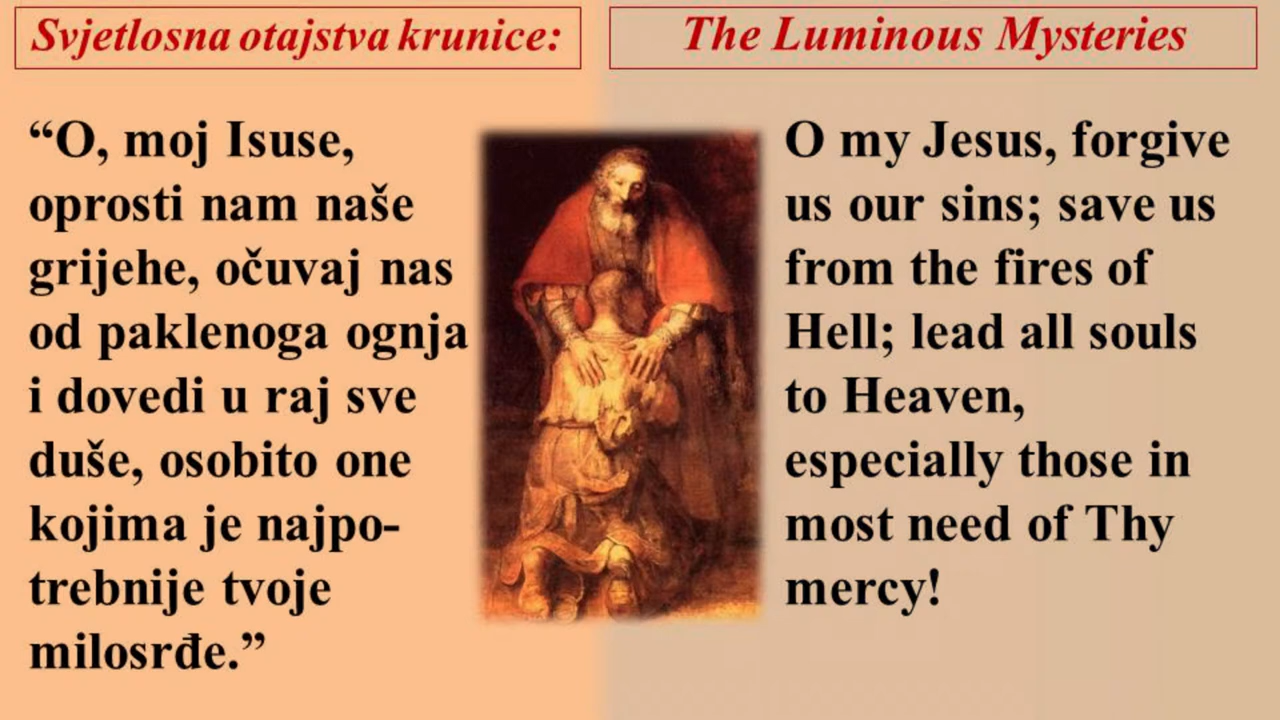 Svjetlosna otajstva krunice:
“O, moj Isuse,
oprosti nam naše
grijehe, očuvaj nas
od paklenoga ognja
i dovedi u raj sve
duše, osobito one
kojima je najpo-
trebnije tvoje
milosrđe.”
The Luminous Mysteries
O my Jesus, forgive
us our sins; save us
from the fires of
Hell; lead all souls
to Heaven,
especially those in
most need of Thy
mercy!